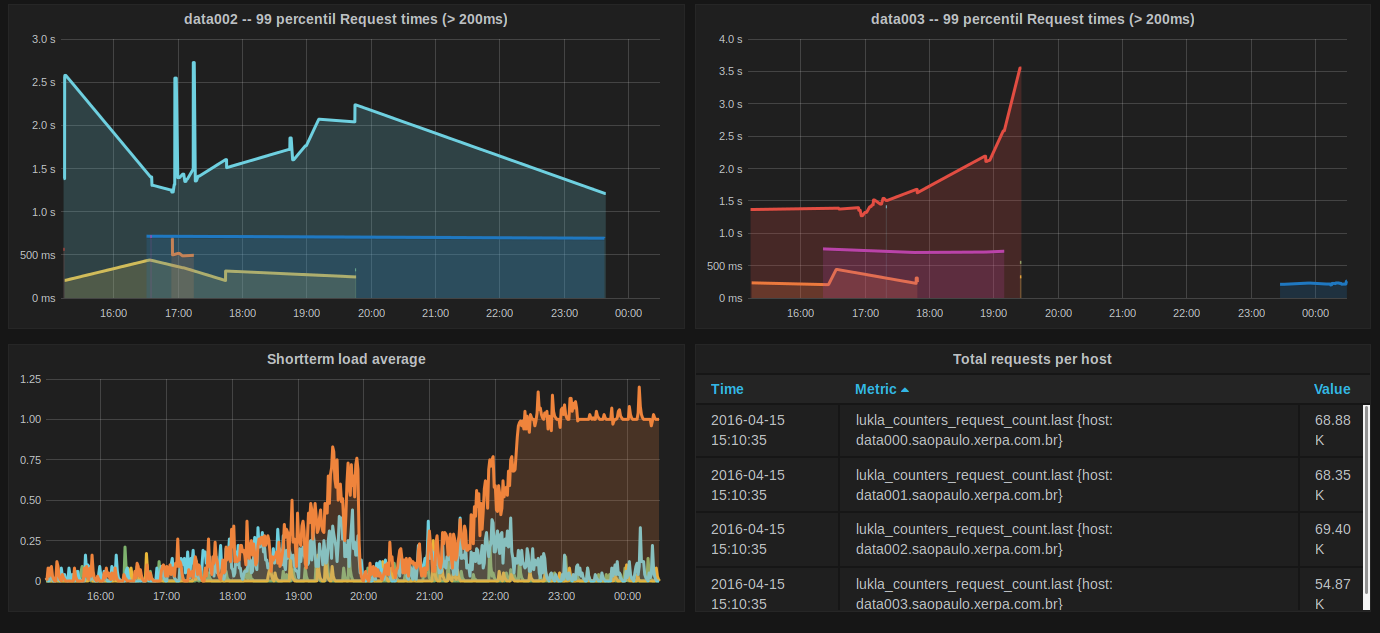 data002 -- 99 percentil Request times (> 200ms)
3.0 s
2.5 s
2.0 s
1.5 s
1.0 s
500 ms
0 ms
16:00 17:00 18:00 19:00 20:00 21:00 22:00 23:00 00:00
data003 -- 99 percentil Request times (> 200ms)
4.0 s
3.5 s
3.0 s
2.5 s
2.0 s
1.5 s
1.0 s
500 ms
0 ms
16:00 17:00 18:00 19:00 20:00 21:00 22:00 23:00 00:00
Shortterm load average
1.25
1.00
0.75
0.50
0.25
0
16:00 17:00 18:00 19:00 20:00 21:00 22:00 23:00 00:00
Total requests per host
Time Metric Value
2016-04-15 lukla_counters_request_count.last {host: 68.88
15:10:35 data000.saopaulo.xerpa.com.br} K
2016-04-15 lukla_counters_request_count.last {host: 68.35
15:10:35 data001.saopaulo.xerpa.com.br} K
2016-04-15 lukla_counters_request_count.last {host: 69.40
15:10:35 data002.saopaulo.xerpa.com.br} K
2016-04-15 lukla_counters_request_count.last {host: 54.87
15:10:35 data003.saopaulo.xerpa.com.br} K